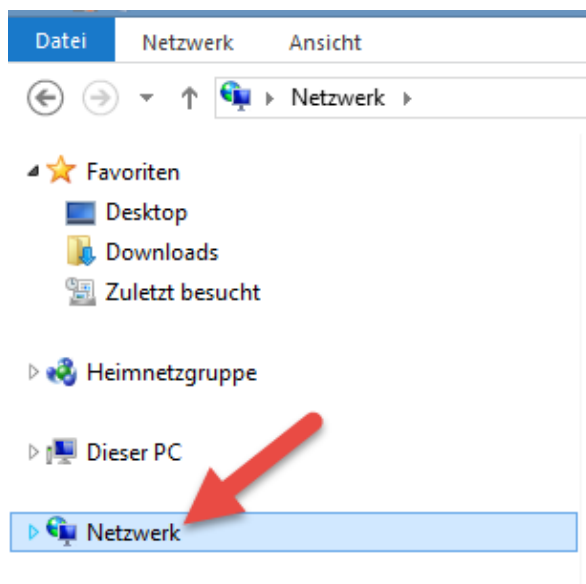 Datei Netzwerk Ansicht
Netzwerk
Favoriten
Desktop
Downloads
Zuletzt besucht
Heimnetzgruppe
Dieser PC
Netzwerk